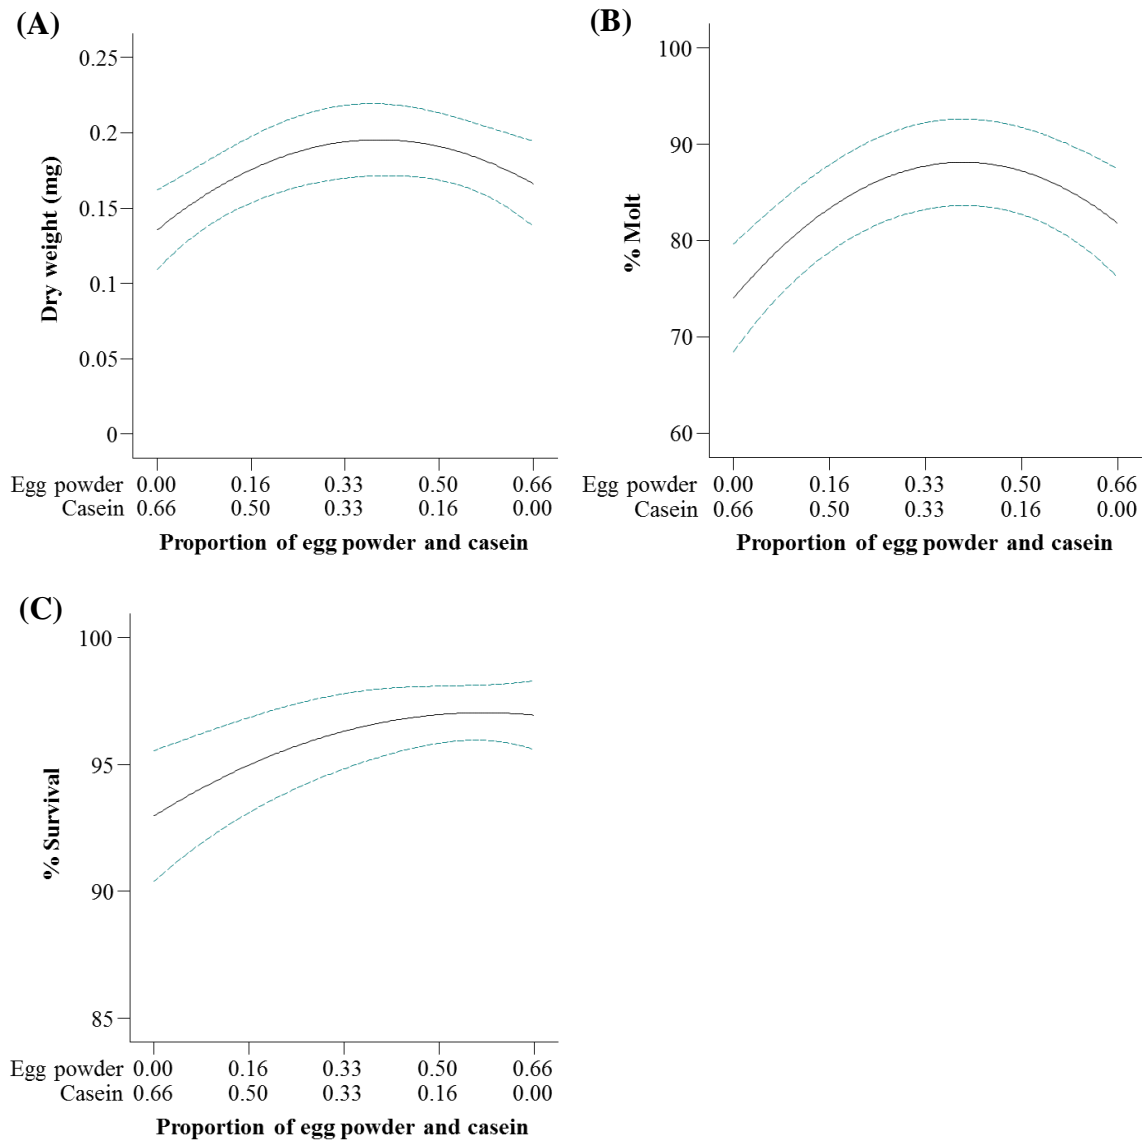 (A)
0.25
0.2
0.15
0.1
0.05
0
Dry weight (mg)
Egg powder 0.00 0.16 0.33 0.50 0.66
Casein 0.66 0.50 0.33 0.16 0.00
Proportion of egg powder and casein
(B)
100
90
80
70
60
% Molt
Egg powder 0.00 0.16 0.33 0.50 0.66
Casein 0.66 0.50 0.33 0.16 0.00
Proportion of egg powder and casein
(C)
100
95
90
85
% Survival
Egg powder 0.00 0.16 0.33 0.50 0.66
Casein 0.66 0.50 0.33 0.16 0.00
Proportion of egg powder and casein